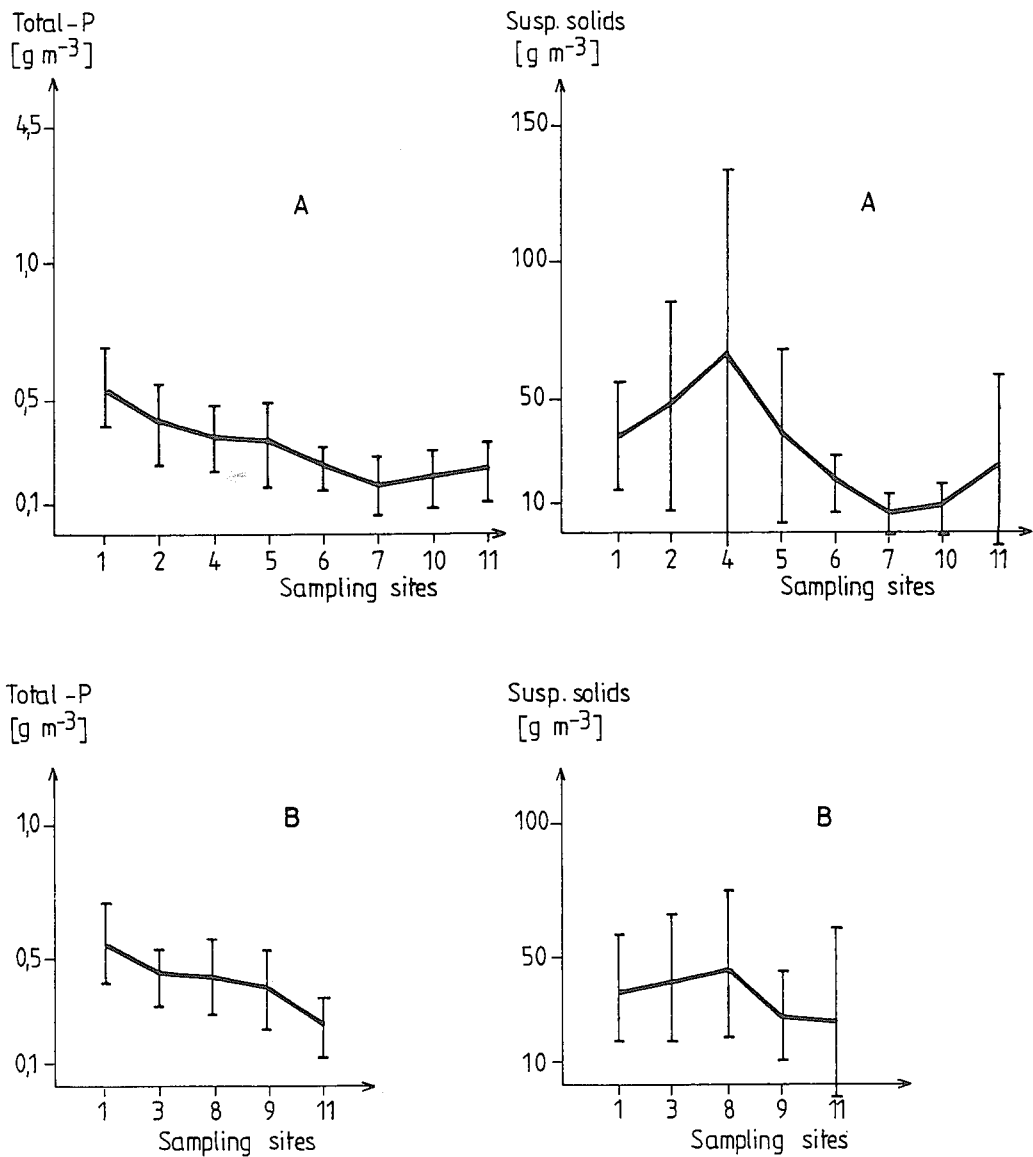 Total-P
[g m⁻³]
4,5
1,0
0,5
0,1
A
1 2 4 5 6 7 10 11
Sampling sites
Susp. solids
[g m⁻³]
150
100
50
10
A
1 2 4 5 6 7 10 11
Sampling sites
Total-P
[g m⁻³]
1,0
0,5
0,1
B
1 3 8 9 11
Sampling sites
Susp. solids
[g m⁻³]
100
50
10
B
1 3 8 9 11
Sampling sites